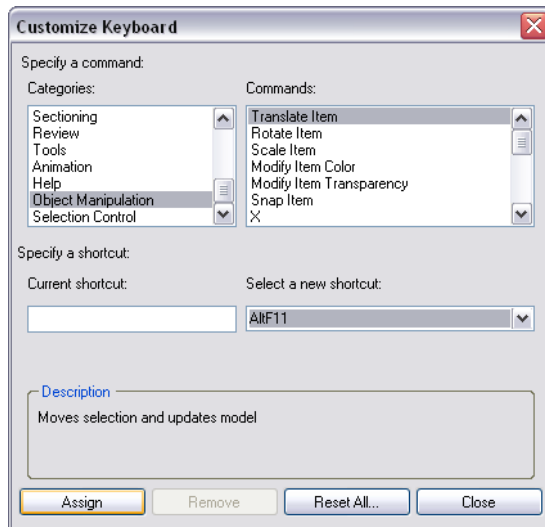 Customize Keyboard
Specify a command:
Categories:
Commands:
Sectioning
Review
Tools
Animation
Help
Object Manipulation
Selection Control
Translate Item
Rotate Item
Scale Item
Modify Item Color
Modify Item Transparency
Snap Item
X
Specify a shortcut:
Current shortcut:
Select a new shortcut:
AltF11
Description
Moves selection and updates model
Assign
Remove
Reset All...
Close